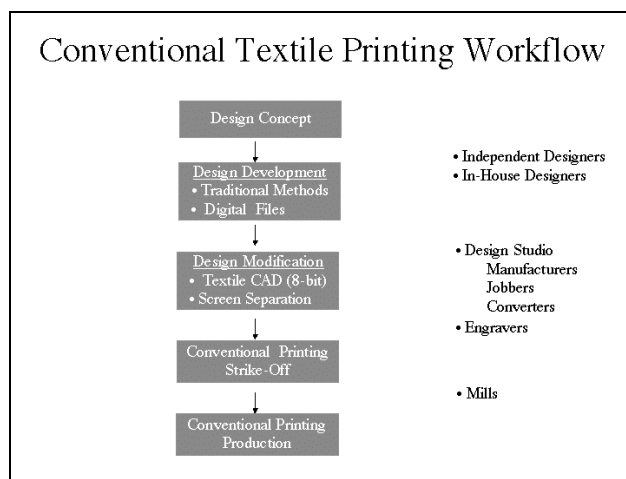 Conventional Textile Printing Workflow
Design Concept
Design Development
• Traditional Methods
• Digital Files
• Independent Designers
• In-House Designers
Design Modification
• Textile CAD (8-bit)
• Screen Separation
• Design Studio
Manufacturers
Jobbers
Converters
• Engravers
Conventional Printing
Strike-Off
• Mills
Conventional Printing
Production